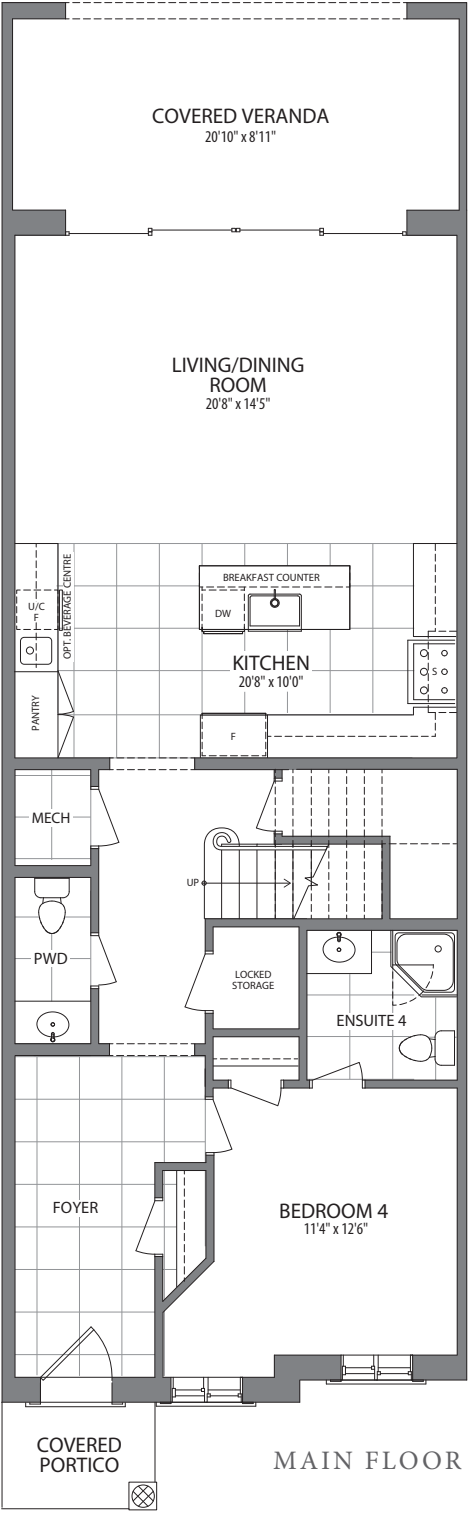 COVERED VERANDA
20'10" x 8'11"
LIVING/DINING
ROOM
20'8" x 14'5"
OPT. BEVERAGE CENTRE
U/C
F
BREAKFAST COUNTER
DW
KITCHEN
20'8" x 10'0"
S
PANTRY
F
MECH
UP
PWD
LOCKED
STORAGE
ENSUITE 4
FOYER
BEDROOM 4
11'4" x 12'6"
COVERED
PORTICO
MAIN FLOOR